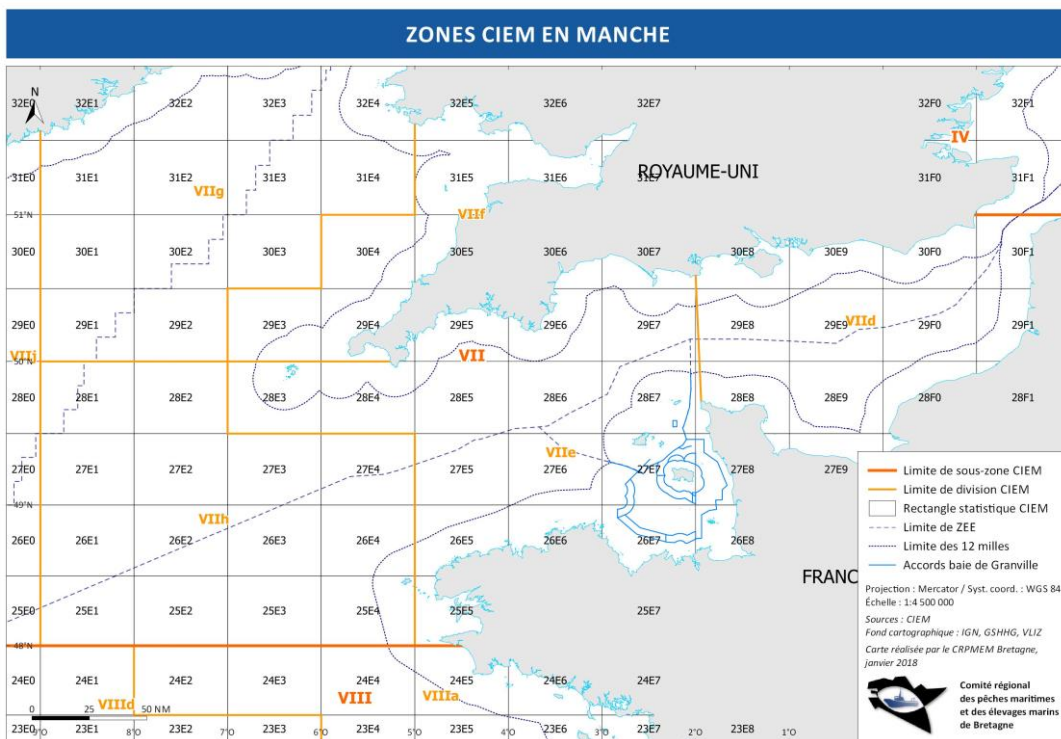 ZONES CIEM EN MANCHE
N
32E0 32E1 32E2 32E3 32E4 32E5 32E6 32E7 32F0 32F1
IV
31E0 31E1 31E2 31E3 31E4 31E5 31E6 31E7 31F0 31F1
ROYAUME-UNI
VIIg
51°N
VIIf
30E0 30E1 30E2 30E3 30E4 30E5 30E6 30E7 30E8 30E9 30F0 30F1
VIId
29E0 29E1 29E2 29E3 29E4 29E5 29E6 29E7 29E8 29E9 29F0 29F1
VIIj
VII
50°N
28E0 28E1 28E2 28E3 28E4 28E5 28E6 28E7 28E8 28F0 28F1
VIIe
27E0 27E1 27E2 27E3 27E4 27E5 27E6 27E7 27E8 27E9
49°N
VIIh
26E0 26E1 26E2 26E3 26E4 26E5 26E6 26E7 26E8
FRANC
25E0 25E1 25E2 25E3 25E4 25E5 25E7
48°N
24E0 24E1 24E2 24E3 24E4 24E5 24E6 24E7
VIIId
VIII
VIIIa
0 25 50 NM
23E0 23E1 23E2 23E3 23E4 23E5 23E6 23E7
8°0 7°0 6°0 5°0 4°0 3°0 2°0 1°0 0°
Limite de sous-zone CIEM
Limite de division CIEM
Rectangle statistique CIEM
Limite de ZEE
Limite des 12 milles
Accords baie de Granville
Projection : Mercator / Syst. coord. : WGS 84
Échelle : 1:4 500 000
Sources : CIEM
Fond cartographique : IGN, GSHHG, VLIZ
Carte réalisée par le CRPMEM Bretagne,
janvier 2018
Comité régional
des pêches maritimes
et des élevages marins
de Bretagne